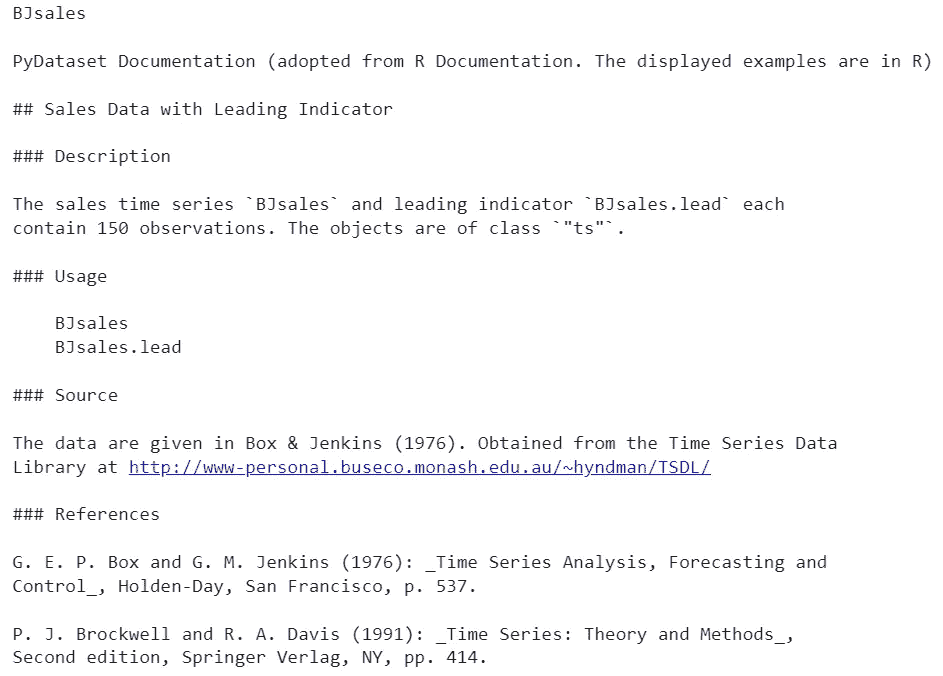 BJsales
PyDataset Documentation (adopted from R Documentation. The displayed examples are in R)
## Sales Data with Leading Indicator
### Description
The sales time series `BJsales` and leading indicator `BJsales.lead` each
contain 150 observations. The objects are of class `"ts"`.
### Usage
BJsales
BJsales.lead
### Source
The data are given in Box & Jenkins (1976). Obtained from the Time Series Data
Library at http://www-personal.buseco.monash.edu.au/~hyndman/TSDL/
### References
G. E. P. Box and G. M. Jenkins (1976): _Time Series Analysis, Forecasting and
Control_, Holden-Day, San Francisco, p. 537.
P. J. Brockwell and R. A. Davis (1991): _Time Series: Theory and Methods_,
Second edition, Springer Verlag, NY, pp. 414.